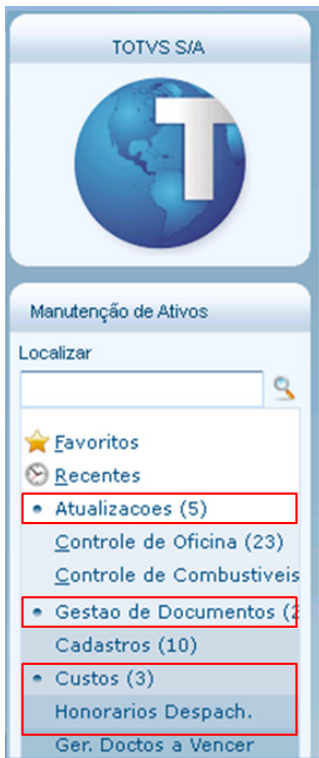 TOTVS S/A
T
Manutenção de Ativos
Localizar
Favoritos
Recentes
Atualizacoes (5)
Controle de Oficina (23)
Controle de Combustiveis
Gestao de Documentos (2
Cadastros (10)
Custos (3)
Honorarios Despach.
Ger. Doctos a Vencer